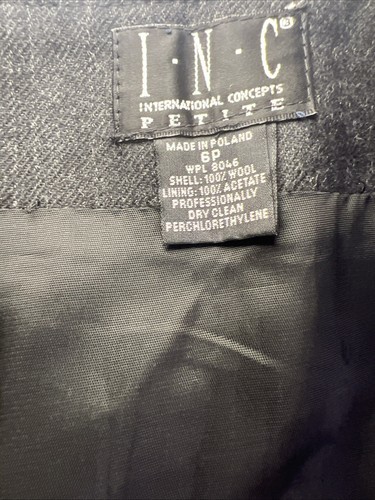 I·N·C®
INTERNATIONAL CONCEPTS
PETITE
MADE IN POLAND
6P
WPL 8046
SHELL: 100% WOOL
LINING: 100% ACETATE
PROFESSIONALLY
DRY CLEAN
PERCHLORETHYLENE